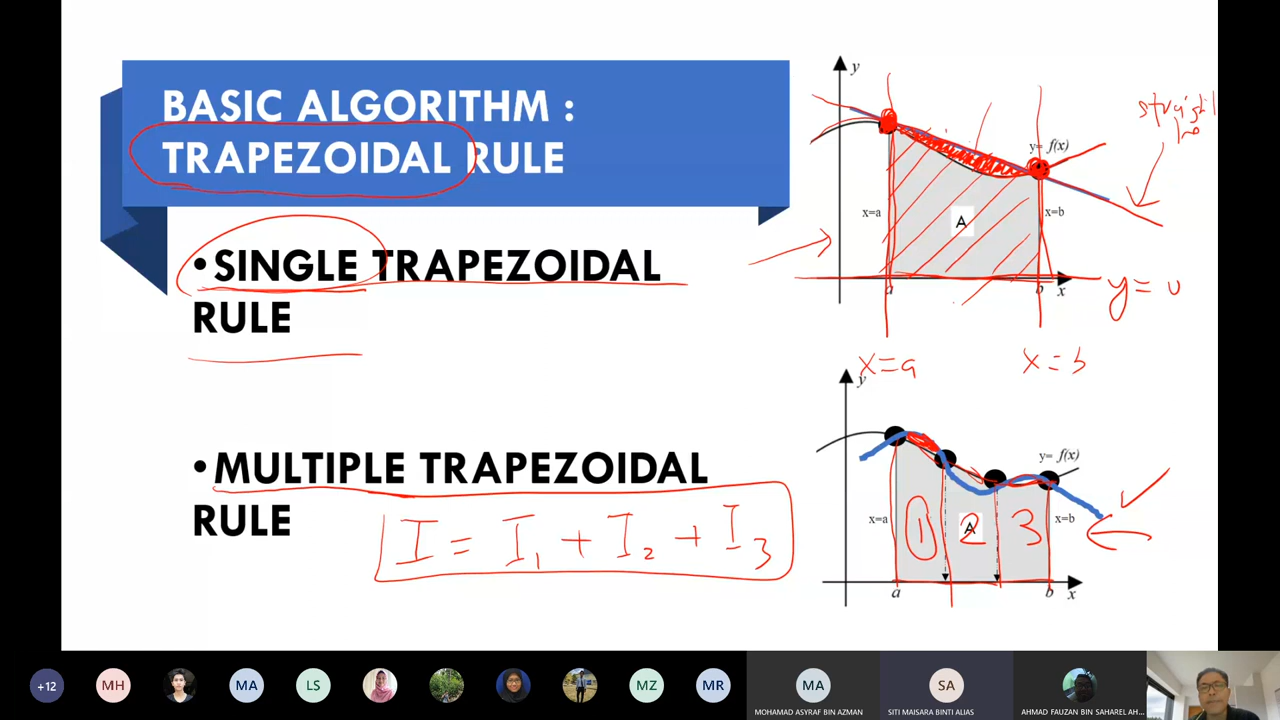 BASIC ALGORITHM :
TRAPEZOIDAL RULE
• SINGLE TRAPEZOIDAL
RULE
• MULTIPLE TRAPEZOIDAL
RULE
I = I1 + I2 + I3
y
straight
line
y= f(x)
x=a
A
x=b
a
b
x
y = 0
x=a
x=b
y
y= f(x)
x=a
1
2
A
3
x=b
a
b
x
+12
MH
MA
LS
MZ
MR
MA
SA
MOHAMAD ASYRAF BIN AZMAN
SITI MAISARA BINTI ALIAS
AHMAD FAUZAN BIN SAHAREL AH...